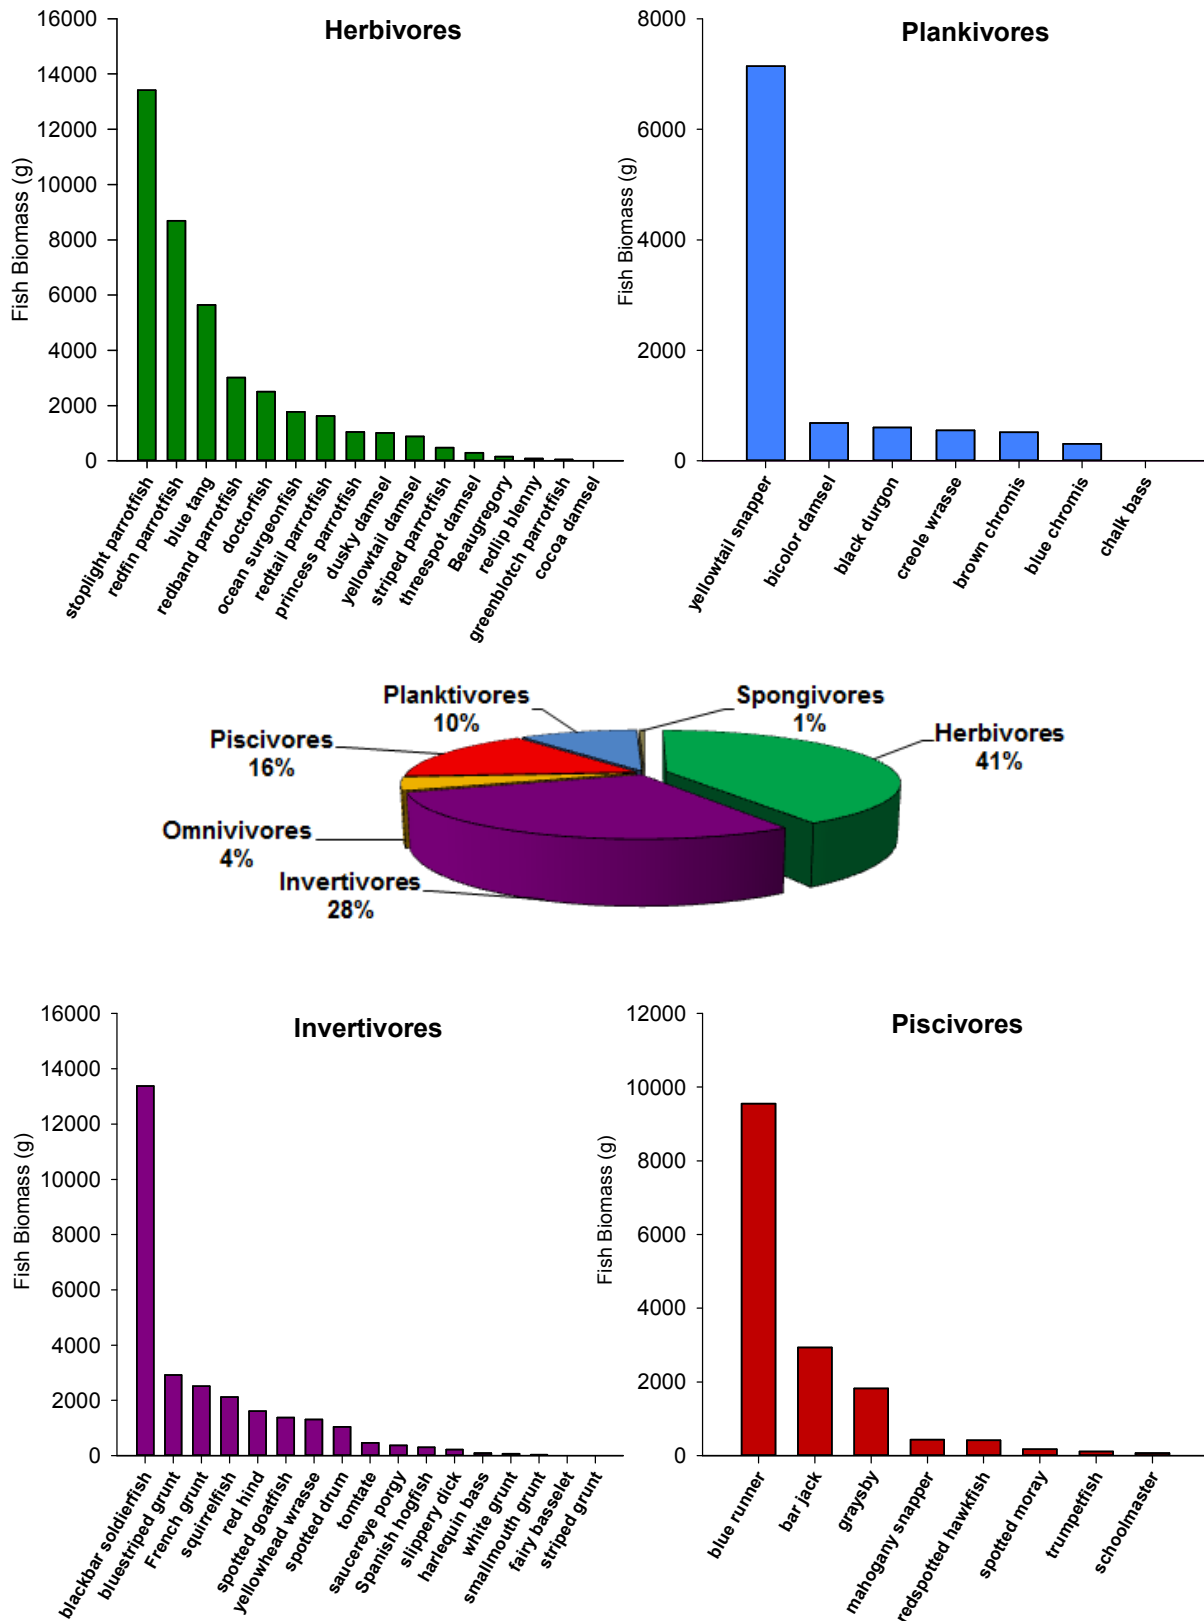 Herbivores
Fish Biomass (g)
16000
14000
12000
10000
8000
6000
4000
2000
0
stoplight parrotfish
redfin parrotfish
blue tang
redband parrotfish
doctorfish
ocean surgeonfish
redtail parrotfish
princess parrotfish
dusky damsel
yellowtail damsel
striped parrotfish
threespot damsel
Beaugregory
redlip blenny
greenblotch parrotfish
cocoa damsel
Plankivores
Fish Biomass (g)
8000
6000
4000
2000
0
yellowtail snapper
bicolor damsel
black durgon
creole wrasse
brown chromis
blue chromis
chalk bass
Planktivores
10%
Spongivores
1%
Piscivores
16%
Herbivores
41%
Omnivivores
4%
Invertivores
28%
Invertivores
Fish Biomass (g)
16000
14000
12000
10000
8000
6000
4000
2000
0
blackbar soldierfish
bluestriped grunt
French grunt
squirrelfish
red hind
spotted goatfish
yellowhead wrasse
spotted drum
tomtate
saucereye porgy
Spanish hogfish
slippery dick
harlequin bass
white grunt
smallmouth grunt
fairy basselet
striped grunt
Piscivores
Fish Biomass (g)
12000
10000
8000
6000
4000
2000
0
blue runner
bar jack
graysby
mahogany snapper
redspotted hawkfish
spotted moray
trumpetfish
schoolmaster